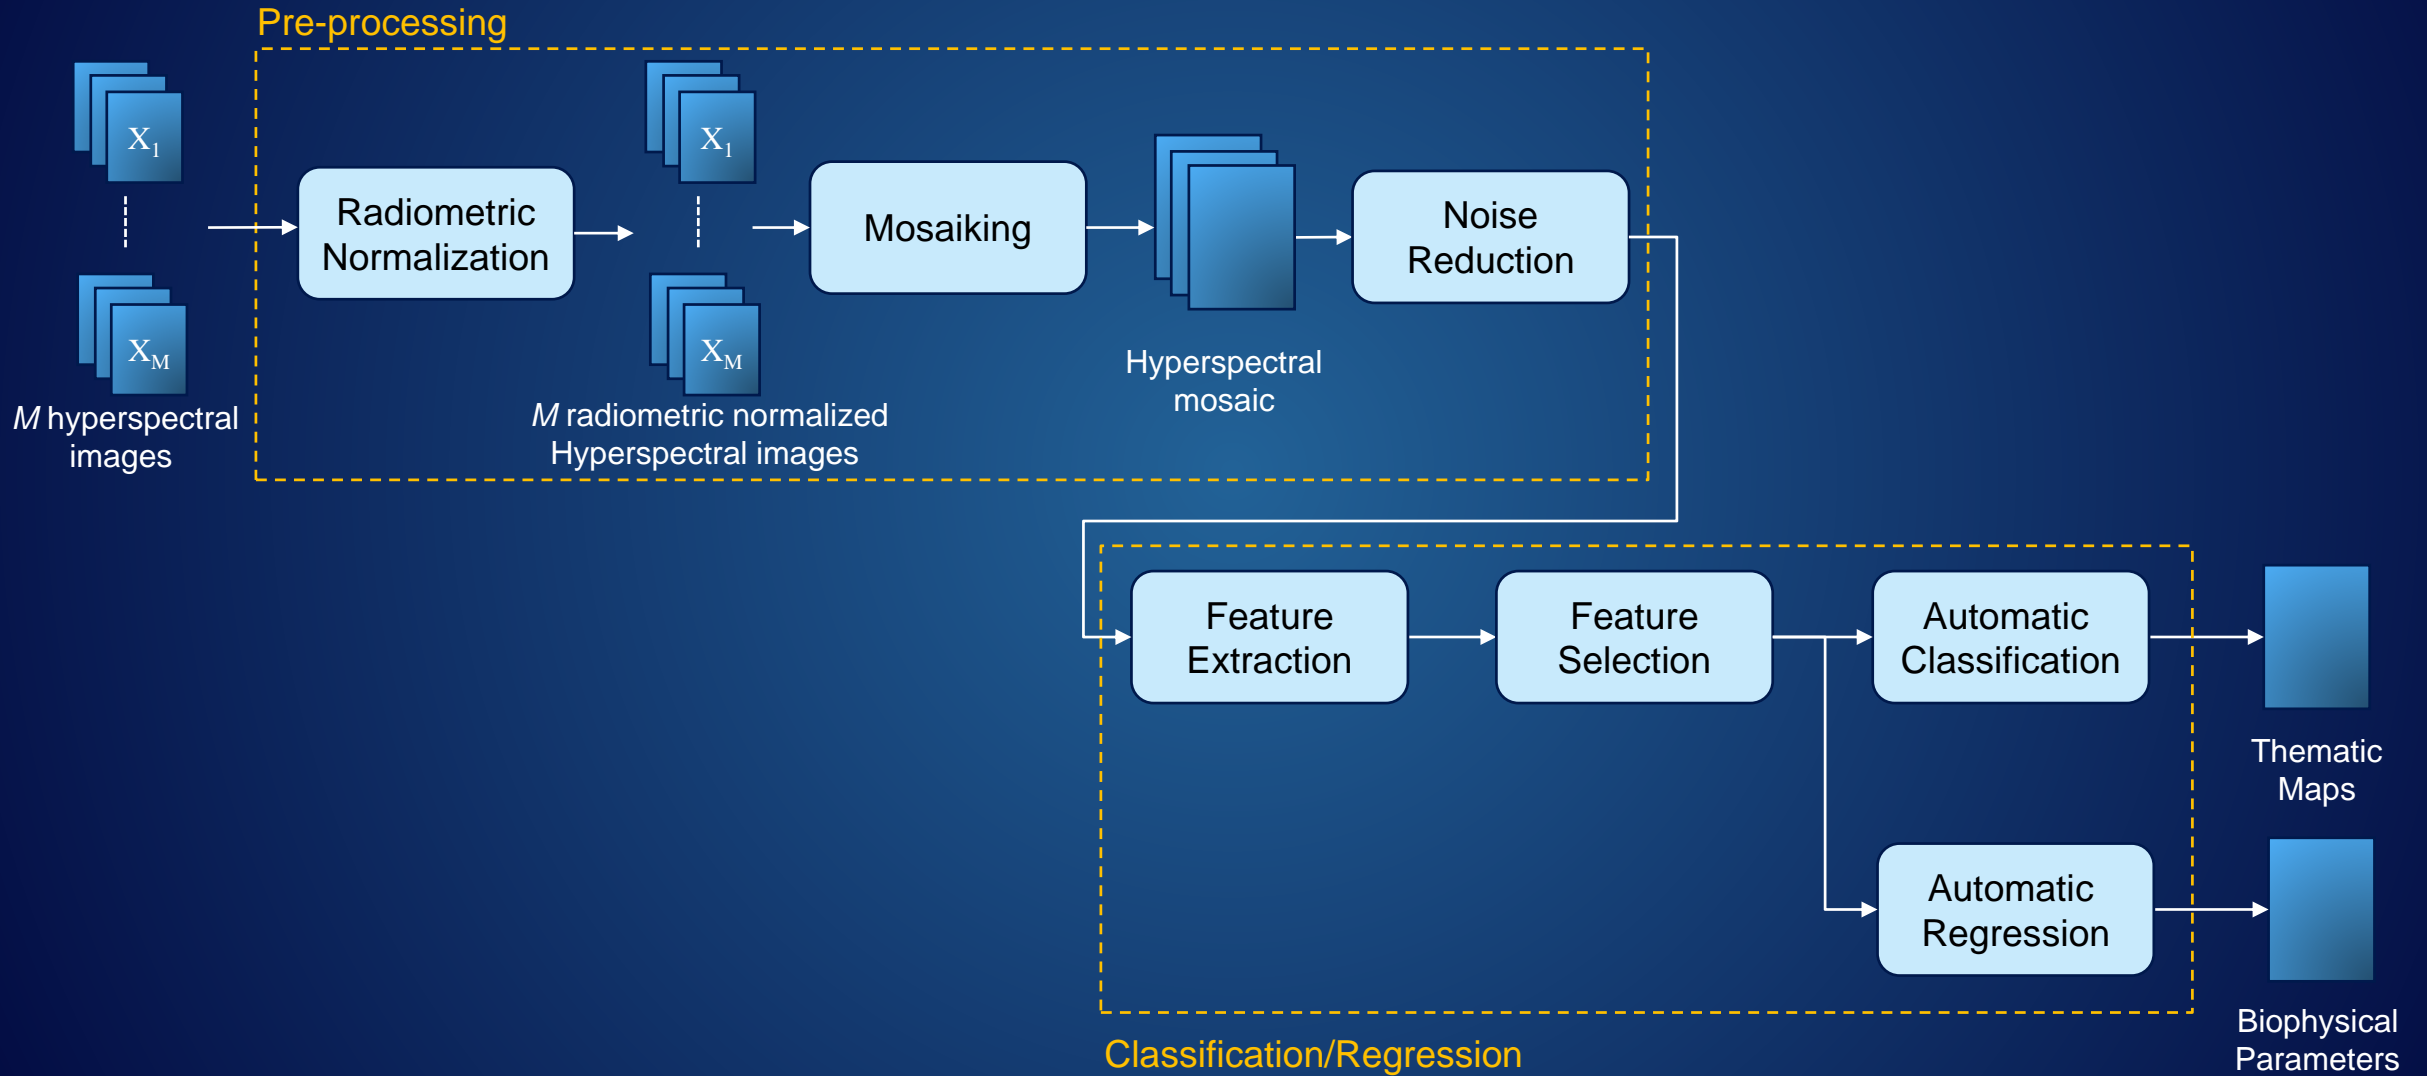 Pre-processing
X1
XM
M hyperspectral
images
Radiometric
Normalization
X1
XM
M radiometric normalized
Hyperspectral images
Mosaiking
Hyperspectral
mosaic
Noise
Reduction
Feature
Extraction
Feature
Selection
Automatic
Classification
Thematic
Maps
Automatic
Regression
Biophysical
Parameters
Classification/Regression